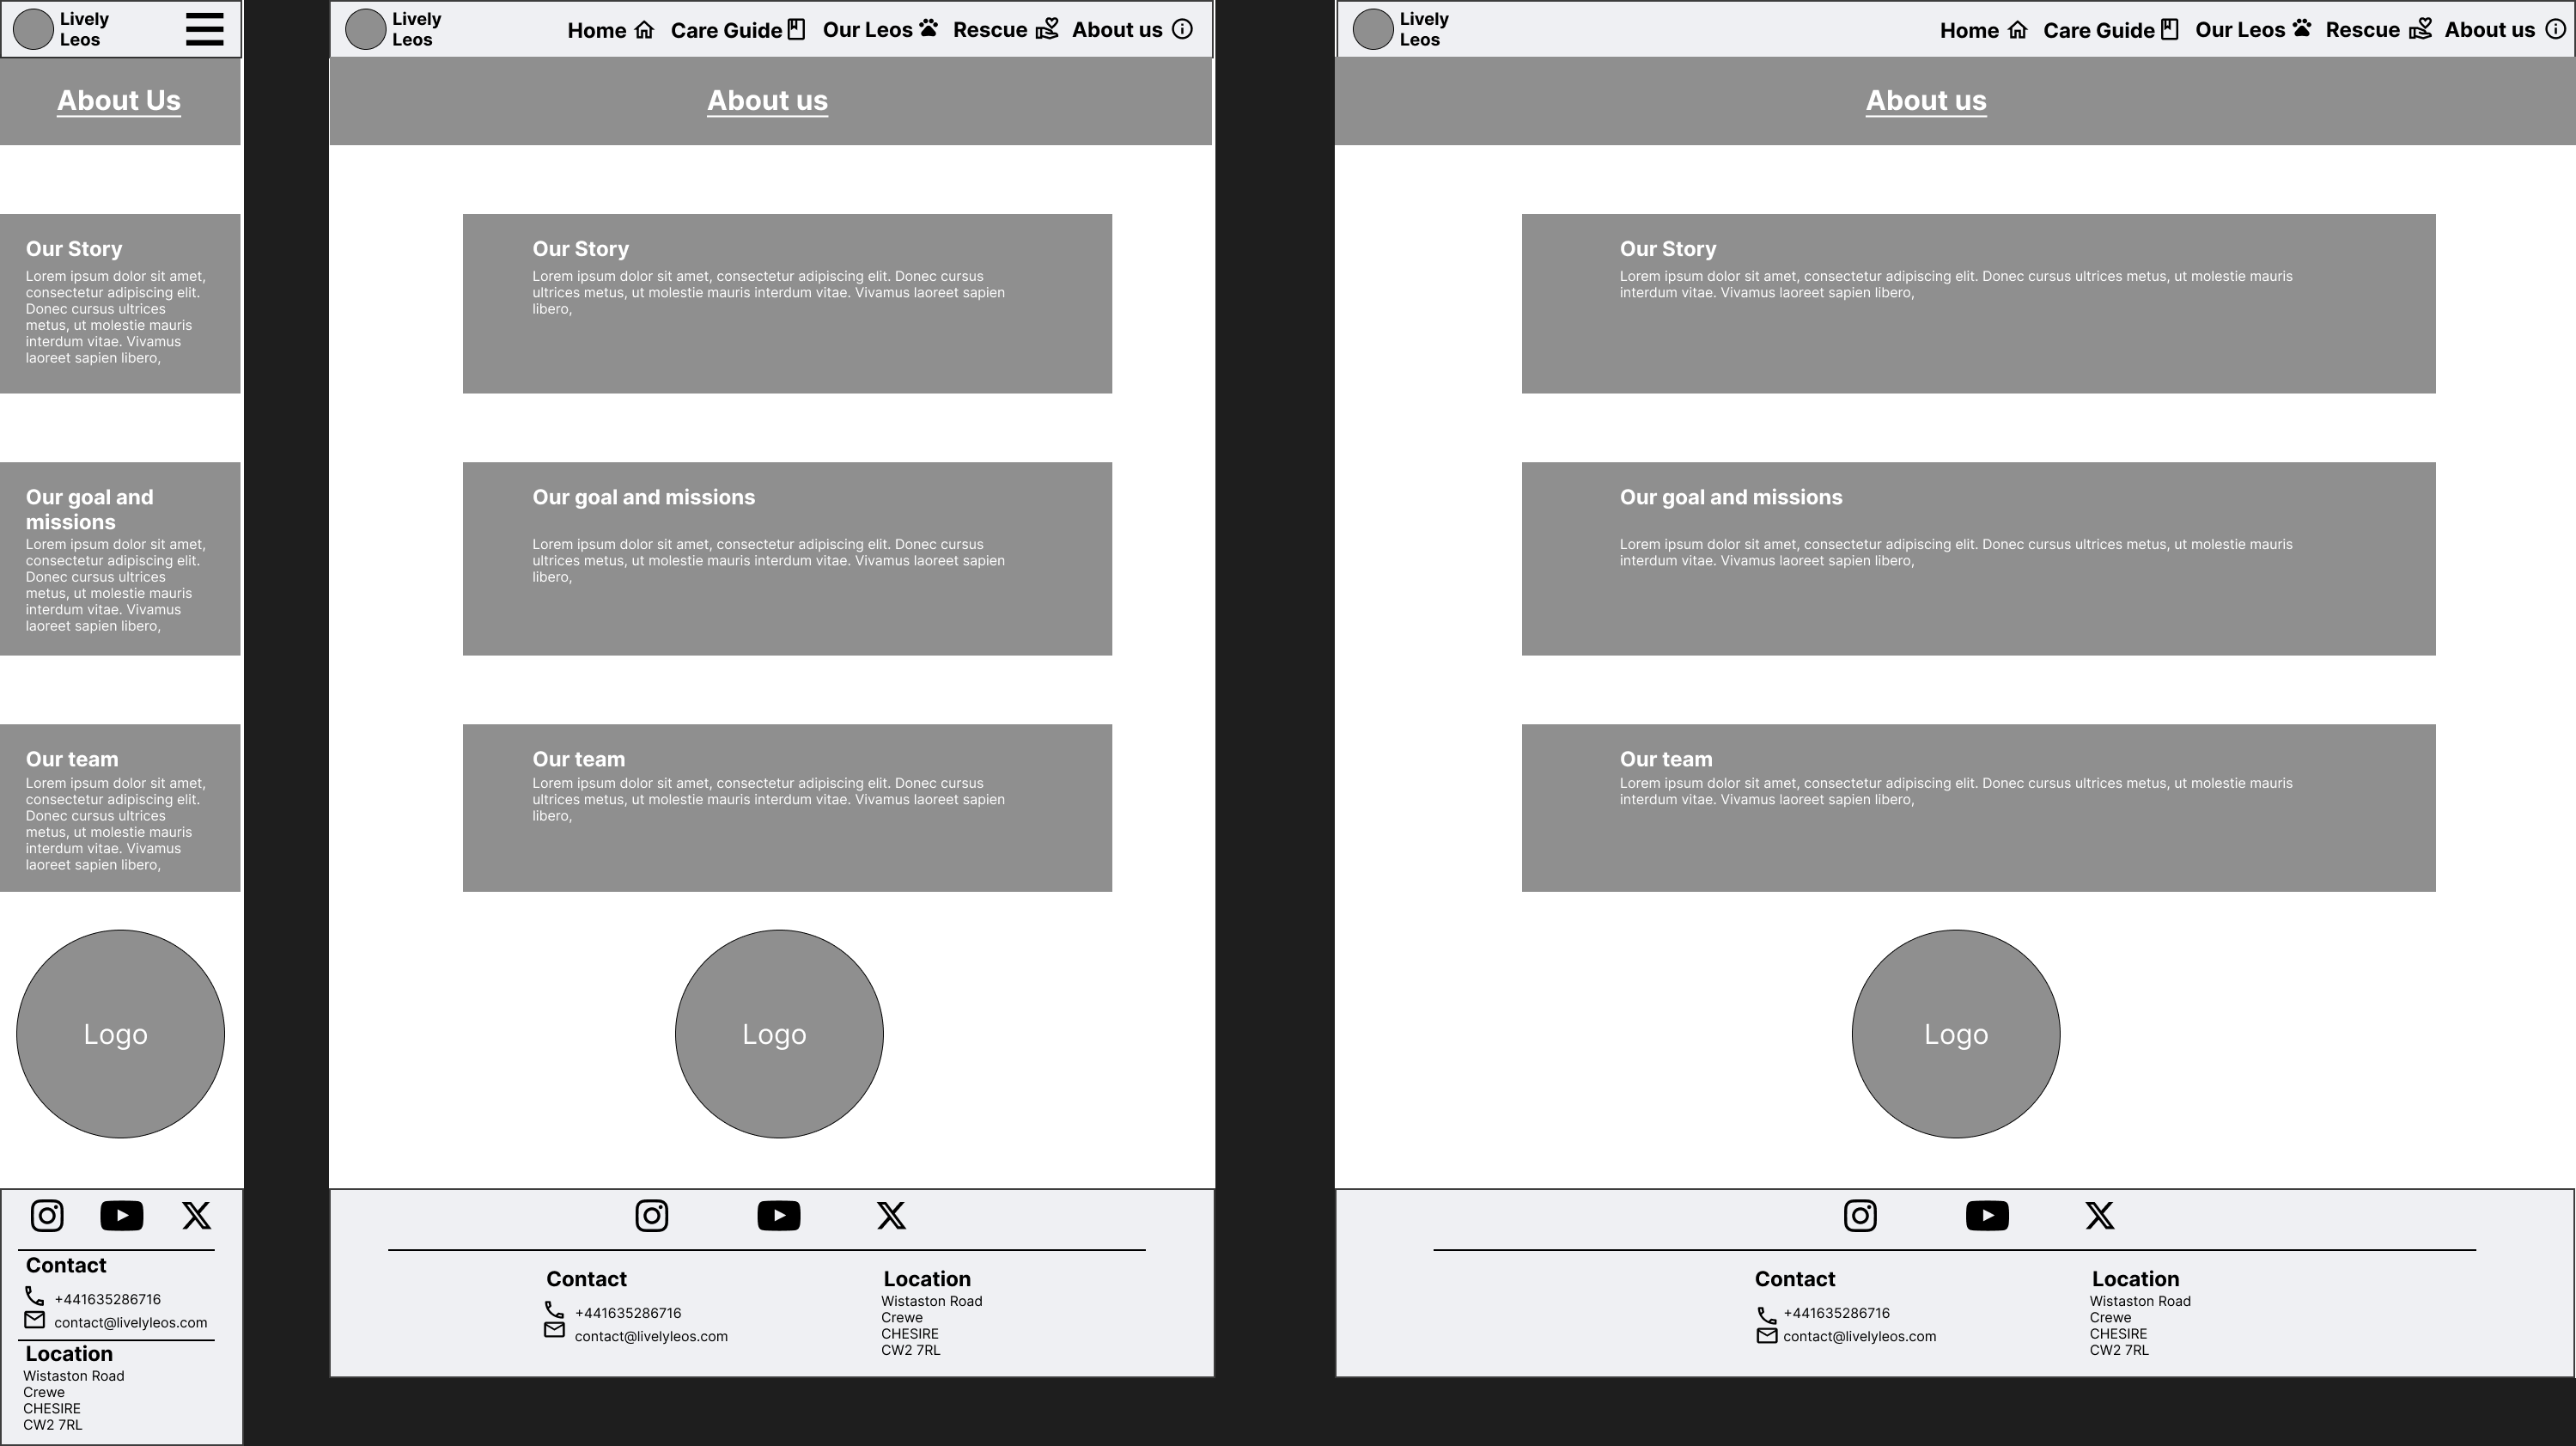 Lively
Leos
About Us
Our Story
Lorem ipsum dolor sit amet,
consectetur adipiscing elit.
Donec cursus ultrices
metus, ut molestie mauris
interdum vitae. Vivamus
laoreet sapien libero,
Our goal and
missions
Lorem ipsum dolor sit amet,
consectetur adipiscing elit.
Donec cursus ultrices
metus, ut molestie mauris
interdum vitae. Vivamus
laoreet sapien libero,
Our team
Lorem ipsum dolor sit amet,
consectetur adipiscing elit.
Donec cursus ultrices
metus, ut molestie mauris
interdum vitae. Vivamus
laoreet sapien libero,
Logo
Contact
+441635286716
contact@livelyleos.com
Location
Wistaston Road
Crewe
CHESIRE
CW2 7RL
Lively
Leos
Home Care Guide Our Leos Rescue About us
About us
Our Story
Lorem ipsum dolor sit amet, consectetur adipiscing elit. Donec cursus
ultrices metus, ut molestie mauris interdum vitae. Vivamus laoreet sapien
libero,
Our goal and missions
Lorem ipsum dolor sit amet, consectetur adipiscing elit. Donec cursus
ultrices metus, ut molestie mauris interdum vitae. Vivamus laoreet sapien
libero,
Our team
Lorem ipsum dolor sit amet, consectetur adipiscing elit. Donec cursus
ultrices metus, ut molestie mauris interdum vitae. Vivamus laoreet sapien
libero,
Logo
Contact
+441635286716
contact@livelyleos.com
Location
Wistaston Road
Crewe
CHESIRE
CW2 7RL
Lively
Leos
Home Care Guide Our Leos Rescue About us
About us
Our Story
Lorem ipsum dolor sit amet, consectetur adipiscing elit. Donec cursus ultrices metus, ut molestie mauris
interdum vitae. Vivamus laoreet sapien libero,
Our goal and missions
Lorem ipsum dolor sit amet, consectetur adipiscing elit. Donec cursus ultrices metus, ut molestie mauris
interdum vitae. Vivamus laoreet sapien libero,
Our team
Lorem ipsum dolor sit amet, consectetur adipiscing elit. Donec cursus ultrices metus, ut molestie mauris
interdum vitae. Vivamus laoreet sapien libero,
Logo
Contact
+441635286716
contact@livelyleos.com
Location
Wistaston Road
Crewe
CHESIRE
CW2 7RL